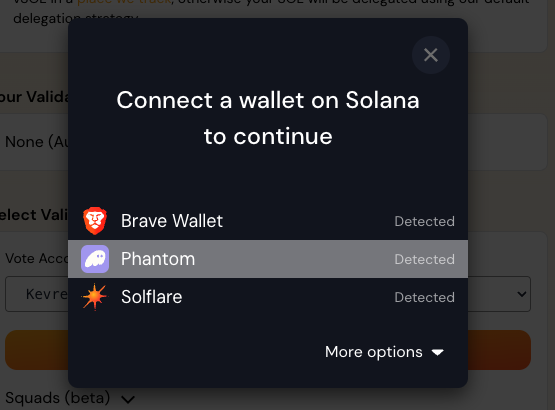 vSOL in a place we track, otherwise your SOL will be delegated using our default
delegation strategy
Connect a wallet on Solana
to continue
our Valida
None (Au
Brave Wallet Detected
elect Vali
Phantom Detected
Vote Acco
Solflare Detected
Kevre
More options
Squads (beta)